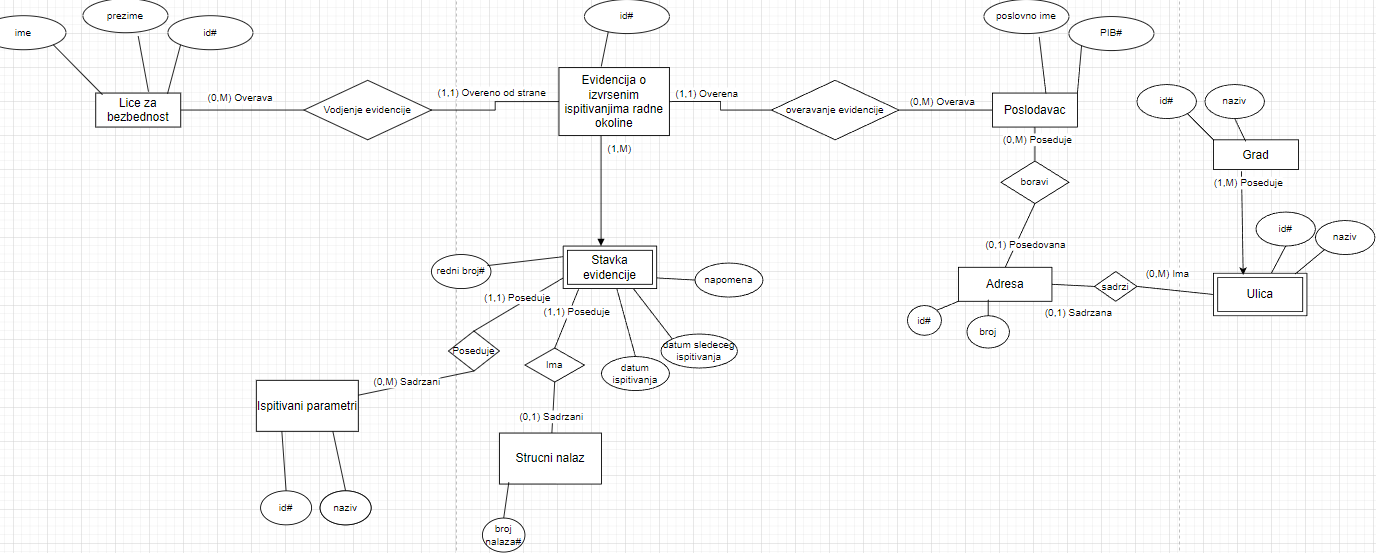 ime
prezime
id#
Lice za
bezbednost
(0,M) Overava
Vodjenje evidencije
(1,1) Overeno od strane
id#
Evidencija o
izvrsenim
ispitivanjima radne
okoline
(1,1) Overena
overavanje evidencije
(0,M) Overava
poslovno ime
PIB#
Poslodavac
(0,M) Poseduje
boravi
(0,1) Posedovana
Adresa
id#
broj
(0,1) Sadrzana
sadrzi
(0,M) Ima
id#
naziv
Grad
(1,M) Poseduje
id#
naziv
Ulica
(1,M)
Stavka
evidencije
redni broj#
napomena
(1,1) Poseduje
(1,1) Poseduje
datum sledeceg
ispitivanja
datum
ispitivanja
Poseduje
Ima
(0,M) Sadrzani
(0,1) Sadrzani
Ispitivani parametri
id#
naziv
Strucni nalaz
broj
nalaza#